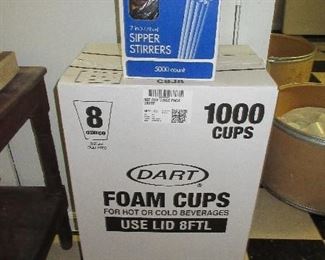 SIPPER
STIRRERS
5000 count
8
OUNCE
1000
CUPS
DART®
FOAM CUPS
FOR HOT OR COLD BEVERAGES
USE LID 8FTL